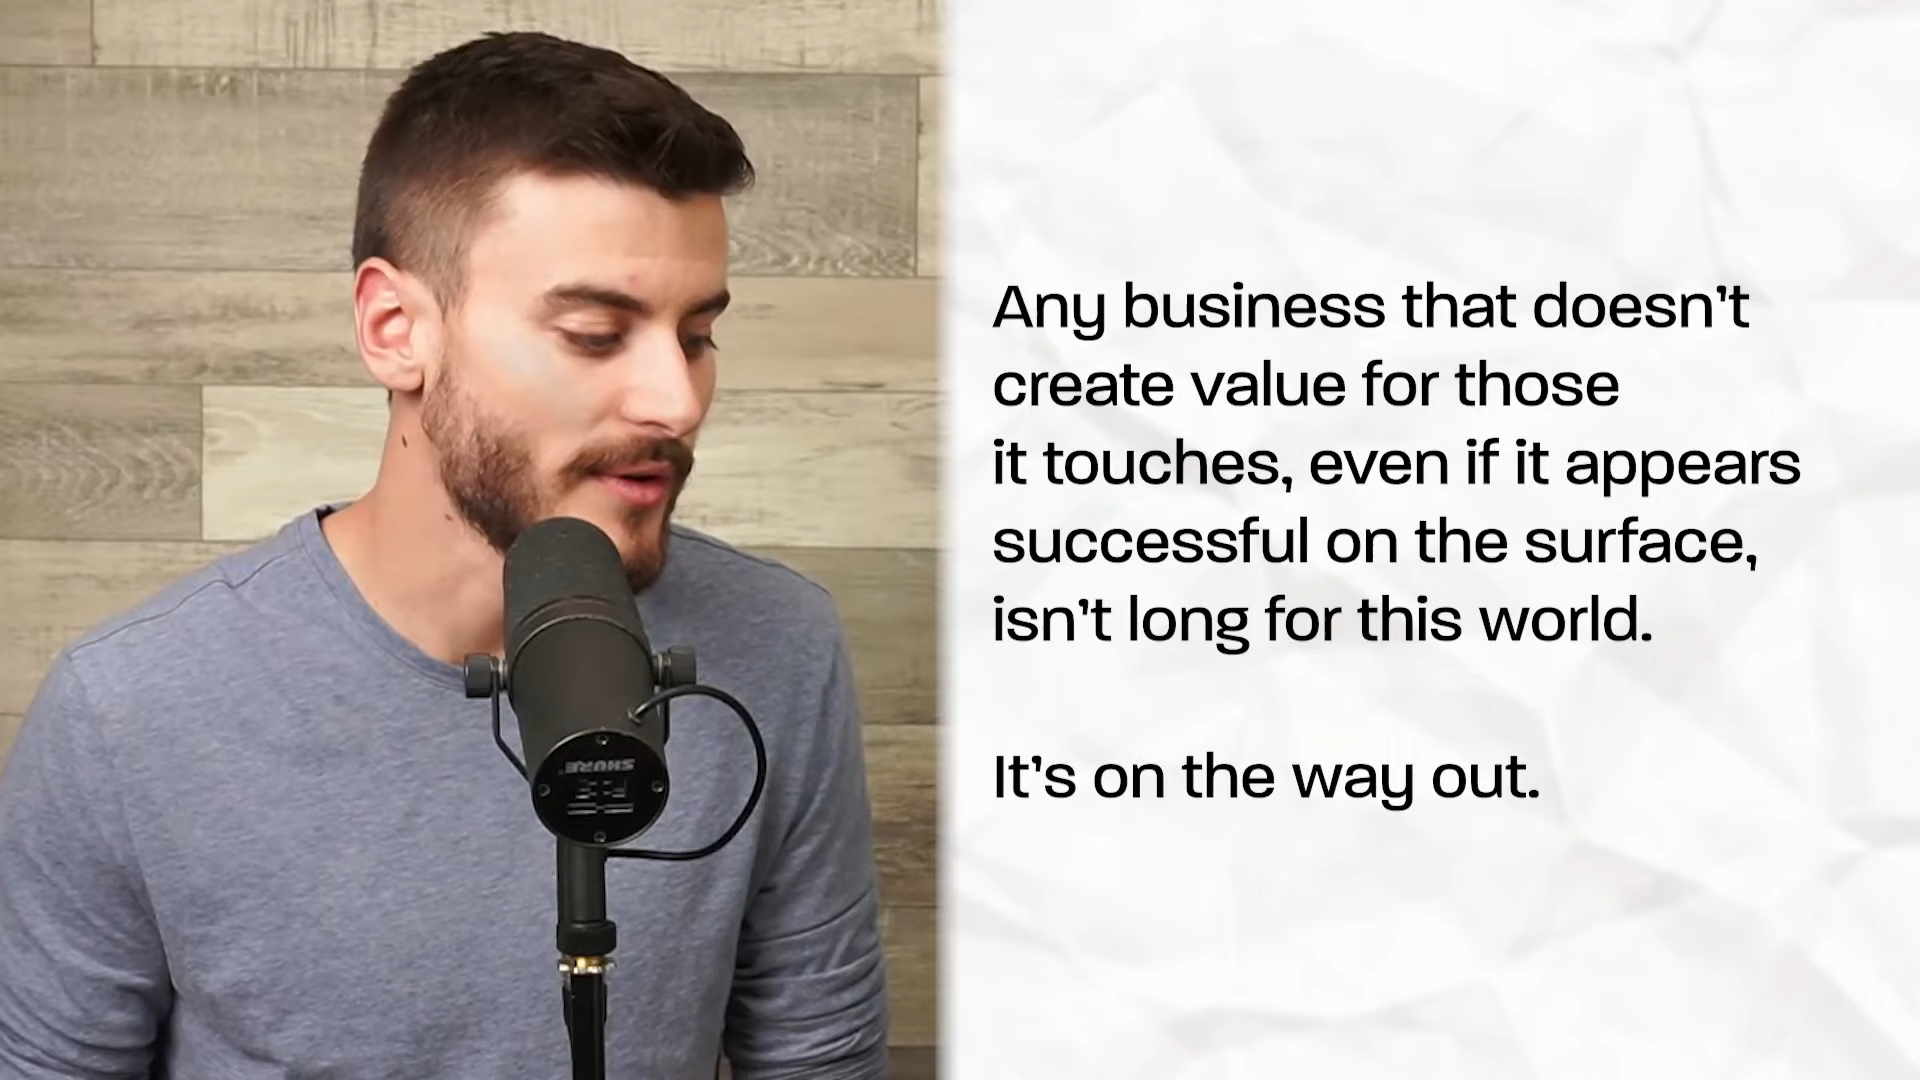 Any business that doesn't
create value for those
it touches, even if it appears
successful on the surface,
isn't long for this world.
It's on the way out.
SHURE